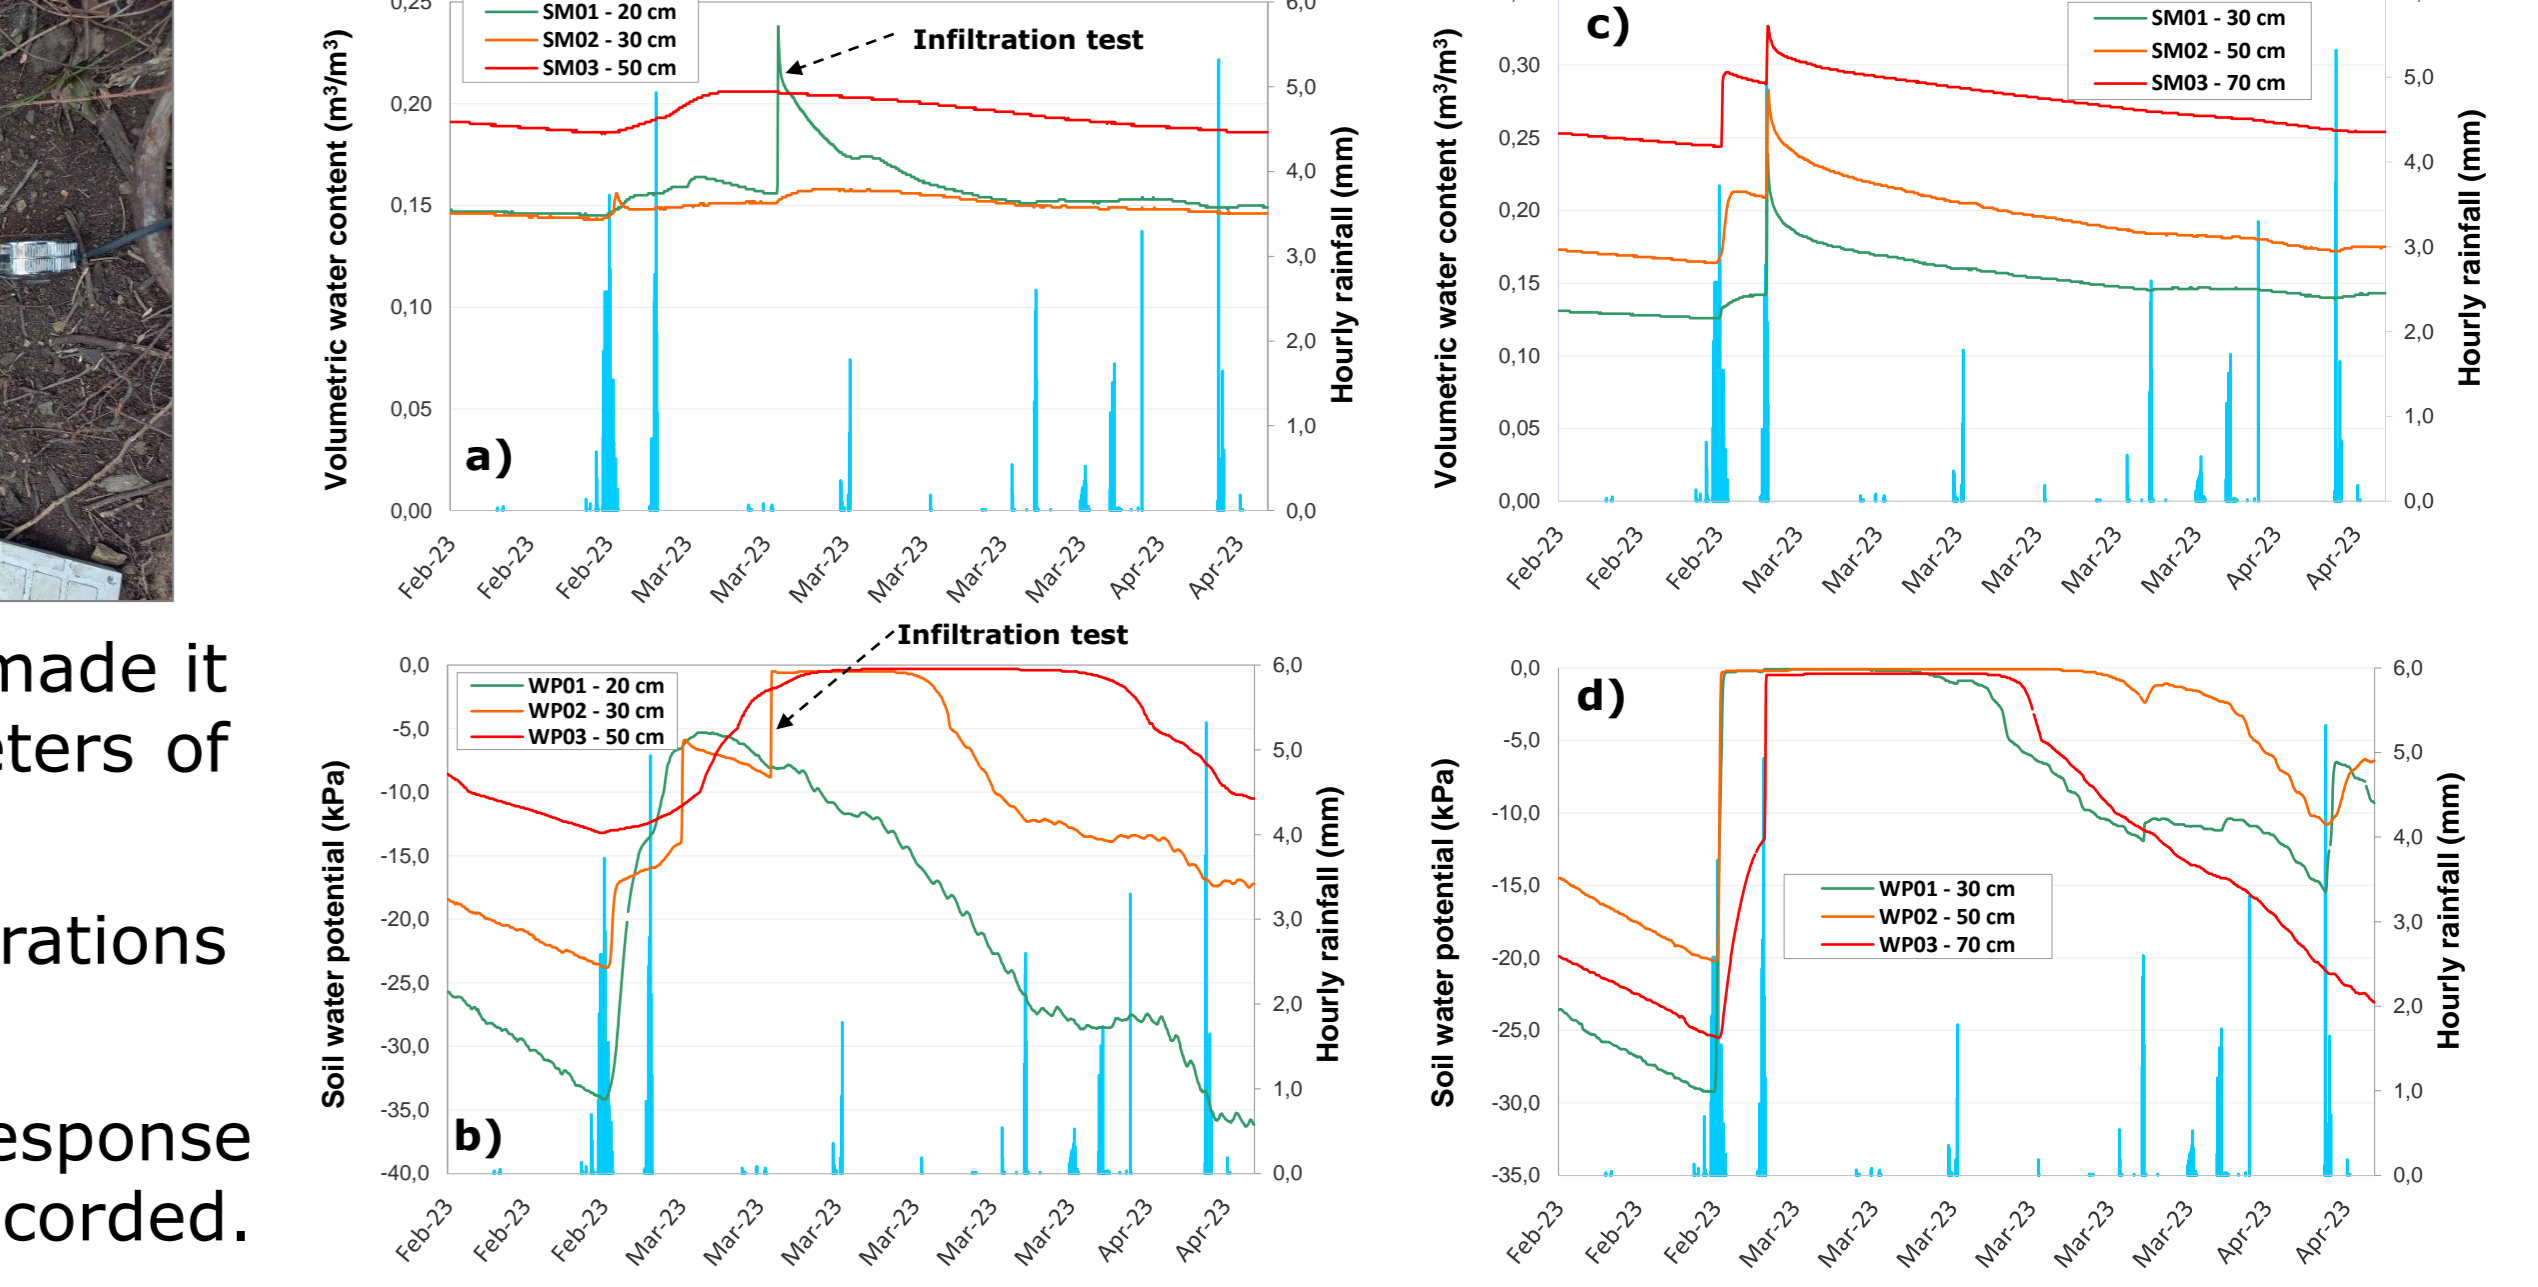 made it
eters of
rations
esponse
corded.
0,25
0,20
0,15
0,10
0,05
0,00
Volumetric water content (m³/m³)
SM01 - 20 cm
SM02 - 30 cm
SM03 - 50 cm
Infiltration test
a)
6,0
5,0
4,0
3,0
2,0
1,0
0,0
Hourly rainfall (mm)
Feb-23
Feb-23
Feb-23
Mar-23
Mar-23
Mar-23
Mar-23
Mar-23
Mar-23
Apr-23
Apr-23
c)
0,30
0,25
0,20
0,15
0,10
0,05
0,00
Volumetric water content (m³/m³)
SM01 - 30 cm
SM02 - 50 cm
SM03 - 70 cm
5,0
4,0
3,0
2,0
1,0
0,0
Hourly rainfall (mm)
Feb-23
Feb-23
Feb-23
Mar-23
Mar-23
Mar-23
Mar-23
Mar-23
Mar-23
Apr-23
Apr-23
Infiltration test
0,0
-5,0
-10,0
-15,0
-20,0
-25,0
-30,0
-35,0
-40,0
Soil water potential (kPa)
WP01 - 20 cm
WP02 - 30 cm
WP03 - 50 cm
b)
6,0
5,0
4,0
3,0
2,0
1,0
0,0
Hourly rainfall (mm)
Feb-23
Feb-23
Feb-23
Mar-23
Mar-23
Mar-23
Mar-23
Mar-23
Mar-23
Apr-23
Apr-23
d)
0,0
-5,0
-10,0
-15,0
-20,0
-25,0
-30,0
-35,0
Soil water potential (kPa)
WP01 - 30 cm
WP02 - 50 cm
WP03 - 70 cm
6,0
5,0
4,0
3,0
2,0
1,0
0,0
Hourly rainfall (mm)
Feb-23
Feb-23
Feb-23
Mar-23
Mar-23
Mar-23
Mar-23
Mar-23
Mar-23
Apr-23
Apr-23